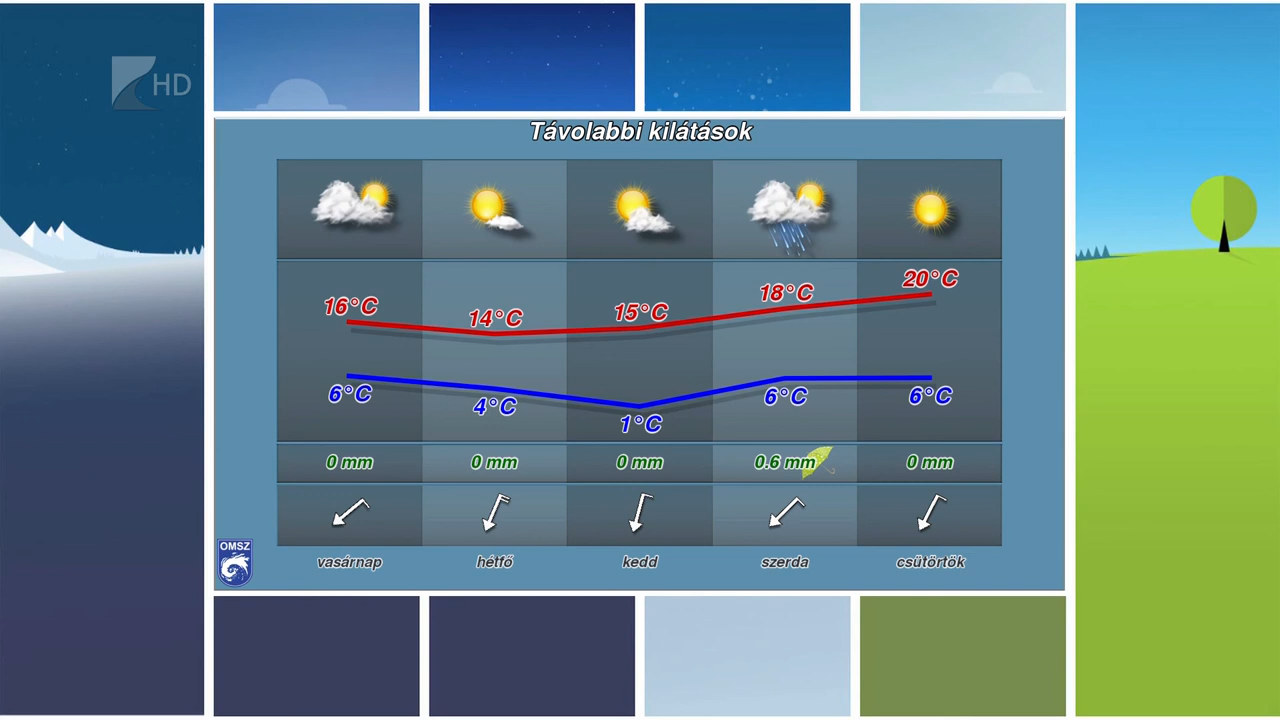 HD
Távolabbi kilátások
16°C 14°C 15°C 18°C 20°C
6°C 4°C 1°C 6°C 6°C
0 mm 0 mm 0 mm 0.6 mm 0 mm
OMSZ
vasárnap hétfő kedd szerda csütörtök